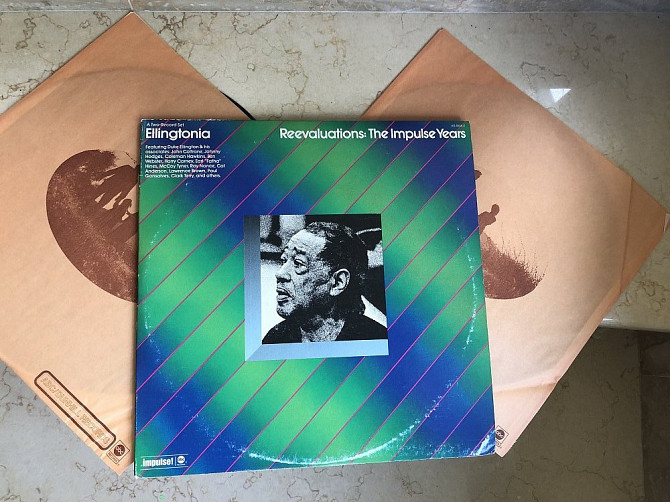 A Two-Record Set
Ellingtonia
Reevaluations: The Impulse Years
Featuring Duke Ellington & his
associates: John Coltrane, Johnny
Hodges, Coleman Hawkins, Ben
Webster, Harry Carney, Earl "Fatha"
Hines, McCoy Tyner, Ray Nance, Cat
Anderson, Lawrence Brown, Paul
Gonsalves, Clark Terry, and others.
impulse!